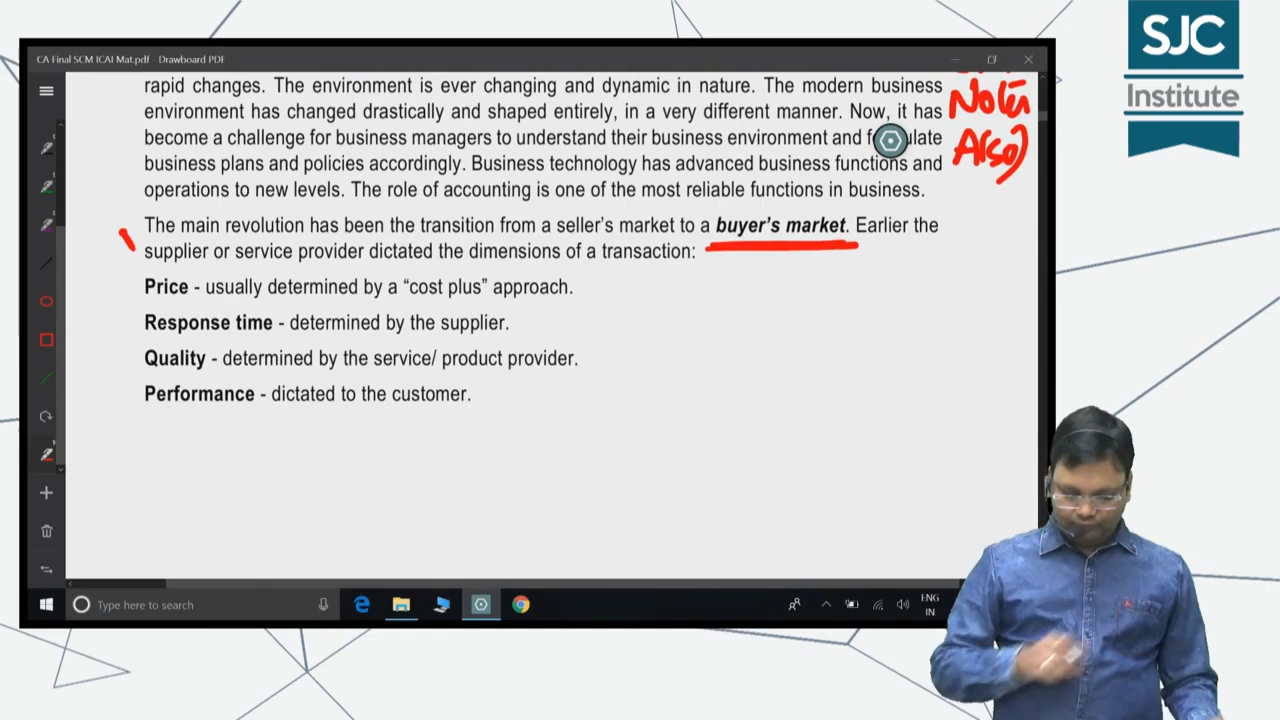 SJC
Institute
CA Final SCM ICAI Mat.pdf - Drawboard PDF
rapid changes. The environment is ever changing and dynamic in nature. The modern business
environment has changed drastically and shaped entirely, in a very different manner. Now, it has
become a challenge for business managers to understand their business environment and
business plans and policies accordingly. Business technology has advanced business functions and
operations to new levels. The role of accounting is one of the most reliable functions in business.
Also)
The main revolution has been the transition from a seller's market to a buyer's market. Earlier the
supplier or service provider dictated the dimensions of a transaction:
Price - usually determined by a “cost plus” approach.
Response time - determined by the supplier.
Quality - determined by the service/ product provider.
Performance - dictated to the customer.
Type here to search
ENG
IN